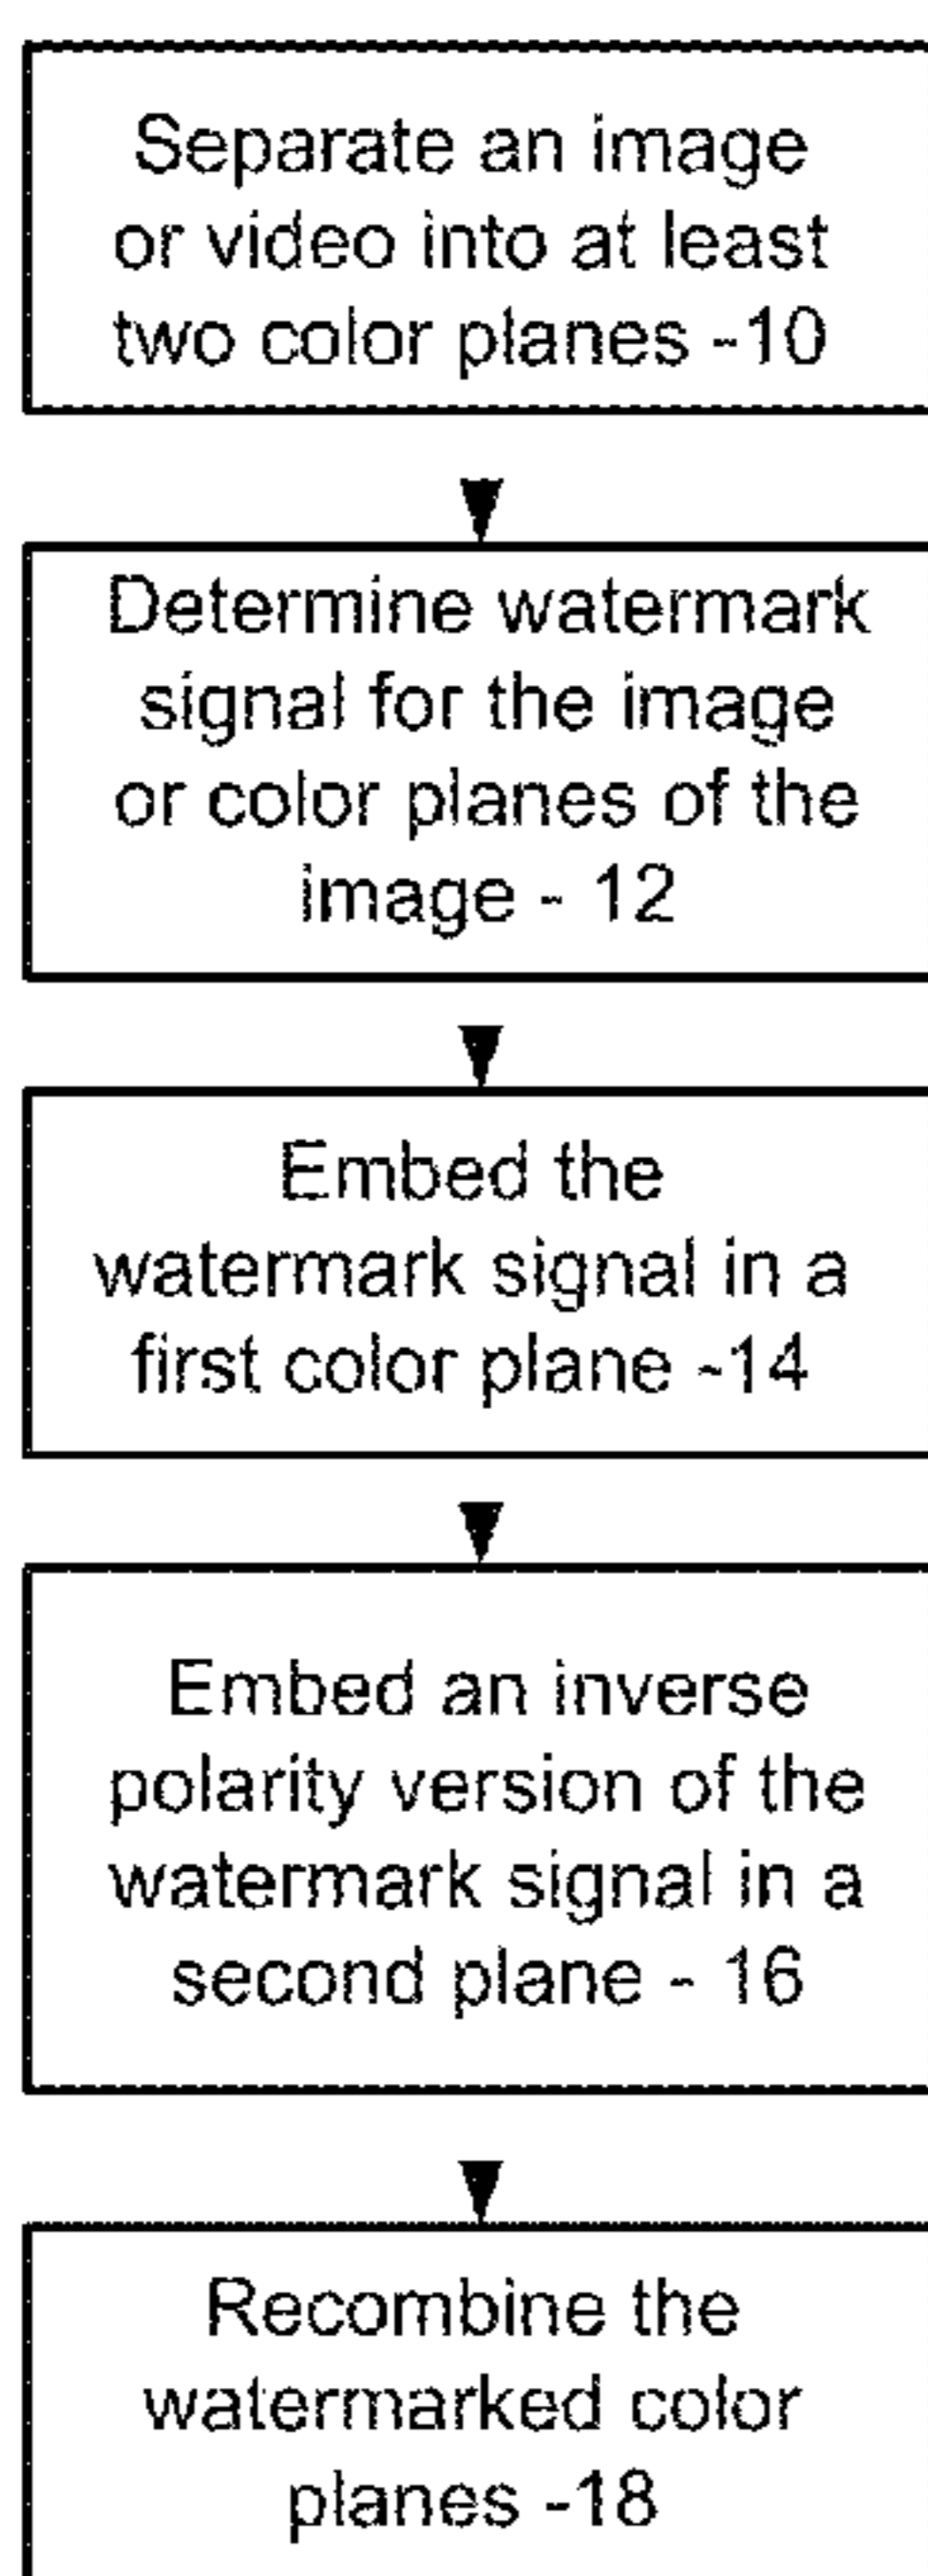 Separate an image
or video into at least
two color planes -10
Determine watermark
signal for the image
or color planes of the
image - 12
Embed the
watermark signal in a
first color plane -14
Embed an inverse
polarity version of the
watermark signal in a
second plane - 16
Recombine the
watermarked color
planes -18